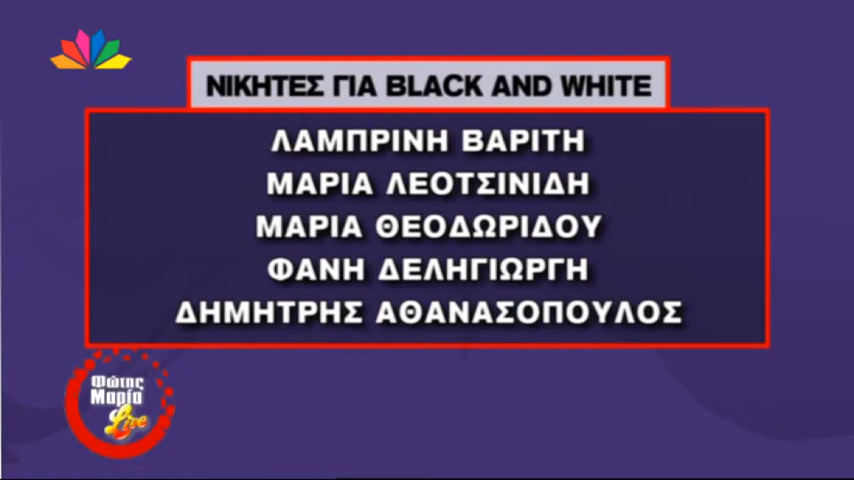 ΝΙΚΗΤΕΣ ΓΙΑ BLACK AND WHITE
ΛΑΜΠΡΙΝΗ ΒΑΡΙΤΗ
ΜΑΡΙΑ ΛΕΟΤΣΙΝΙΔΗ
ΜΑΡΙΑ ΘΕΟΔΩΡΙΔΟΥ
ΦΑΝΗ ΔΕΛΗΓΙΩΡΓΗ
ΔΗΜΗΤΡΗΣ ΑΘΑΝΑΣΟΠΟΥΛΟΣ
Φώτης
Μαρία
Live